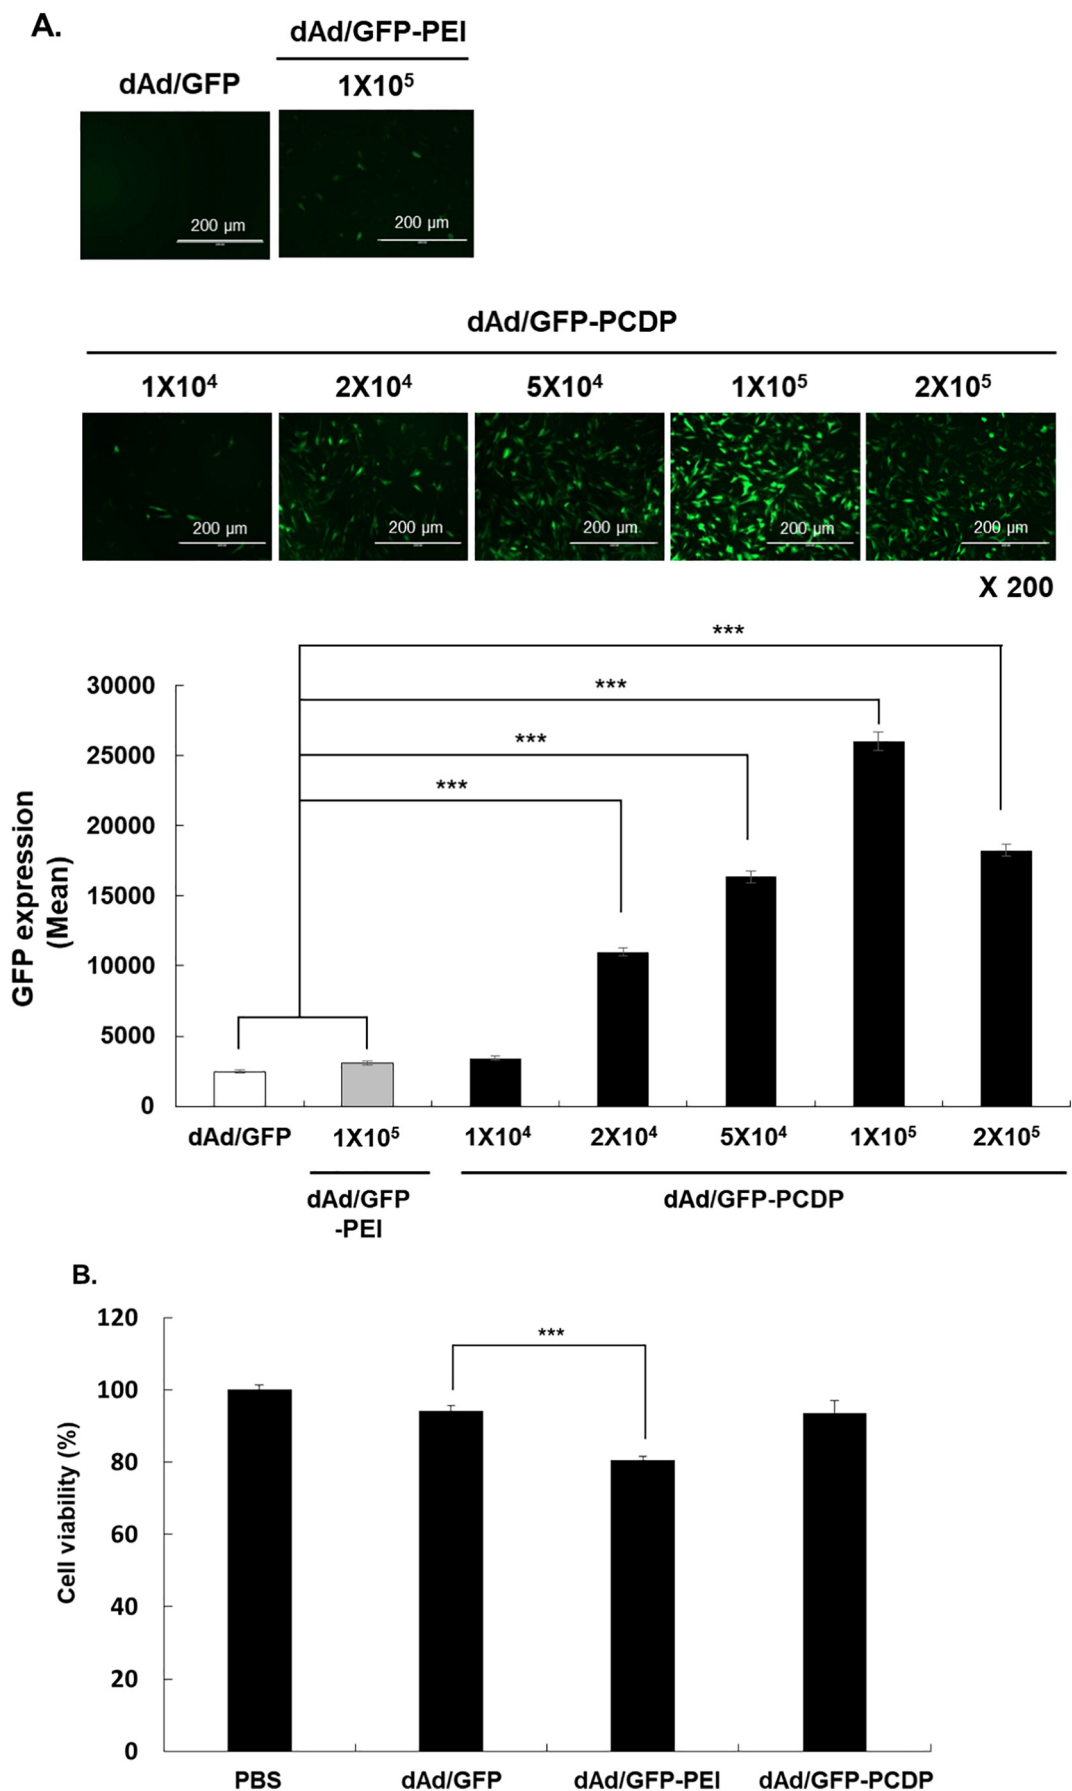 A.
dAd/GFP-PEI
dAd/GFP
1X10⁵
200 µm
200 µm
dAd/GFP-PCDP
1X10⁴ 2X10⁴ 5X10⁴ 1X10⁵ 2X10⁵
200 µm 200 µm 200 µm 200 µm 200 µm
X 200
***
***
***
***
30000
25000
20000
15000
10000
5000
0
GFP expression
(Mean)
dAd/GFP 1X10⁵ 1X10⁴ 2X10⁴ 5X10⁴ 1X10⁵ 2X10⁵
dAd/GFP
-PEI
dAd/GFP-PCDP
B.
120
100
80
60
40
20
0
Cell viability (%)
***
PBS dAd/GFP dAd/GFP-PEI dAd/GFP-PCDP